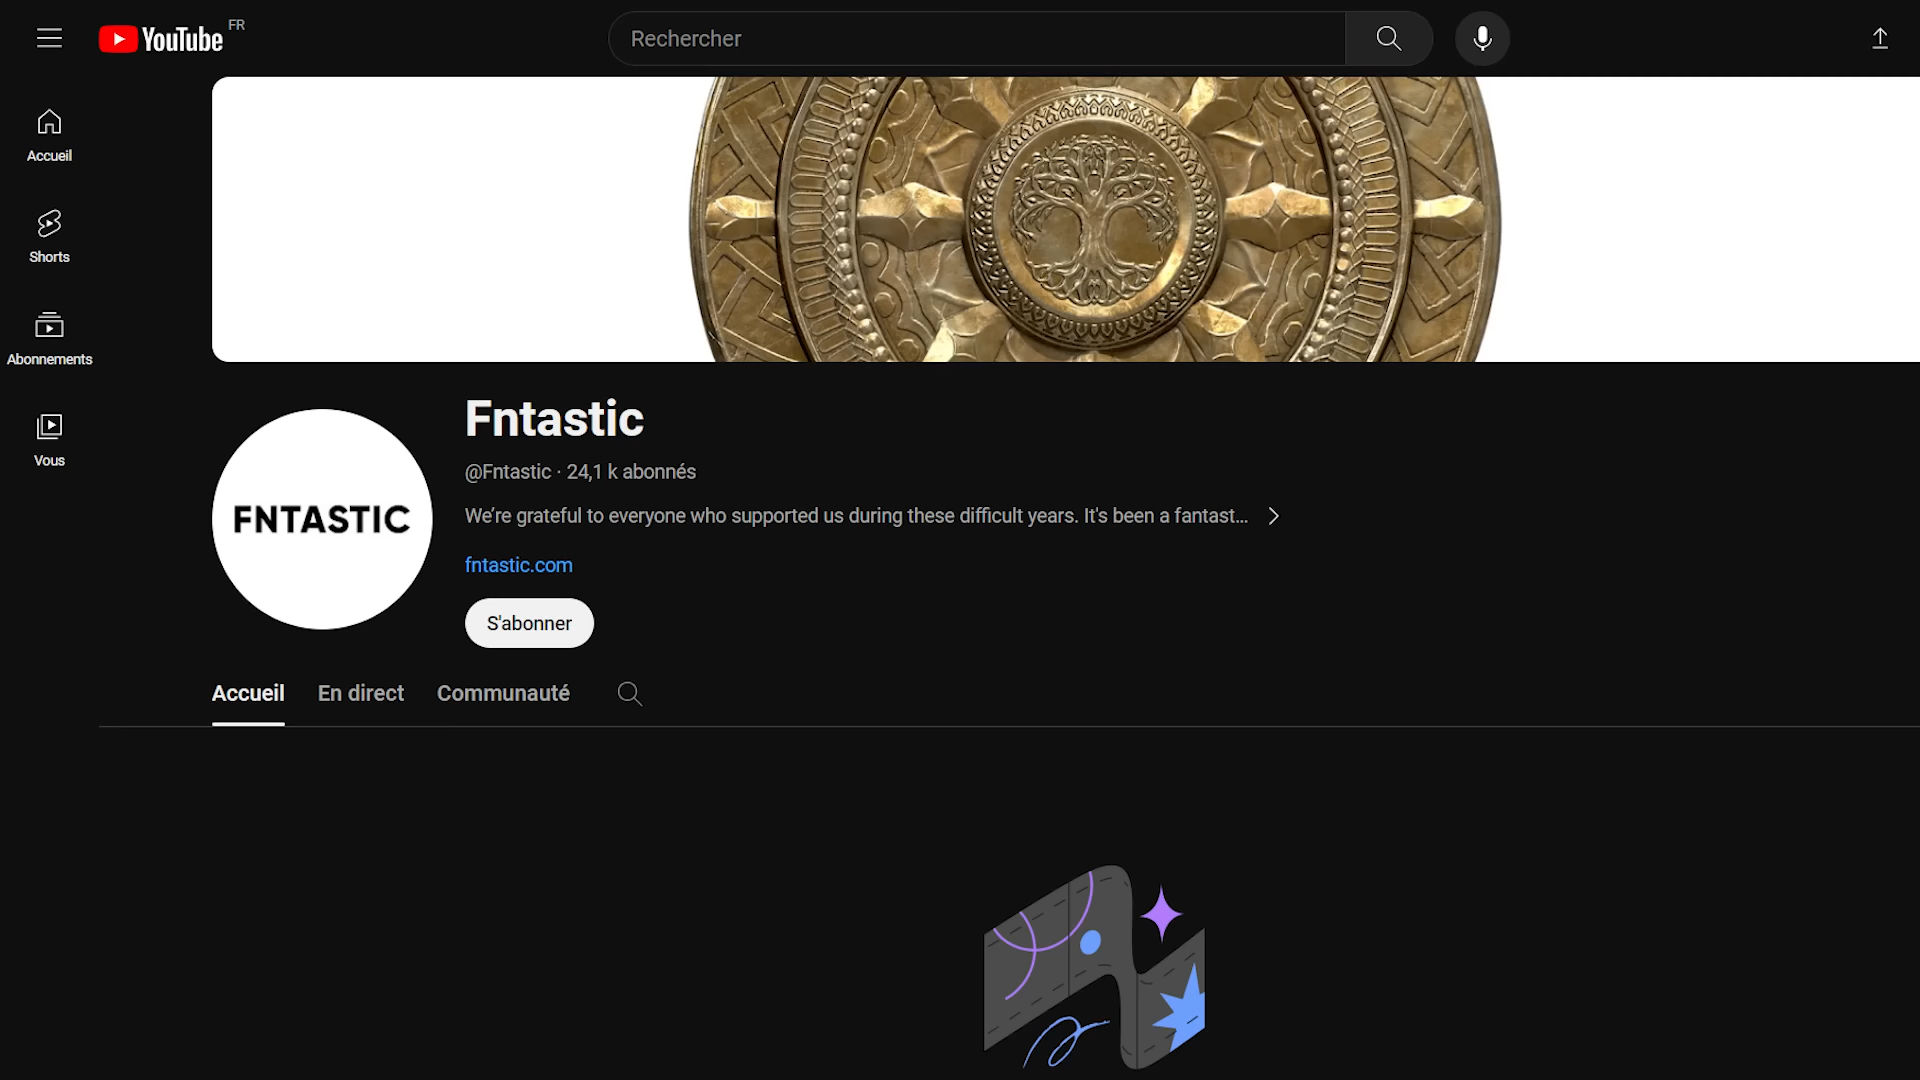 YouTube FR
Rechercher
Accueil
Shorts
Abonnements
Vous
FNTASTIC
Fntastic
@Fntastic · 24,1 k abonnés
We’re grateful to everyone who supported us during these difficult years. It's been a fantast...
fntastic.com
S'abonner
Accueil En direct Communauté